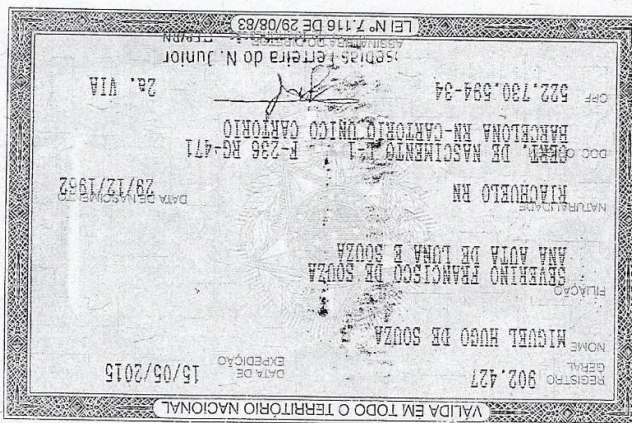 VÁLIDA EM TODO O TERRITÓRIO NACIONAL
REGISTRO GERAL 902.427 DATA DE EXPEDIÇÃO 15/05/2015
NOME MIGUEL HUGO DE SOUZA
FILIAÇÃO
SEVERINO FRANCISCO DE SOUZA
ANA AUTA DE LUNA E SOUZA
NATURALIDADE RIACHUELO RN DATA DE NASCIMENTO 29/12/1962
DOC ORIGEM CERT. DE NASCIMENTO L-1 F-236 RG-471
BARCELONA RN-CARTORIO UNICO CARTORIO
CPF 522.730.594-34 2a. VIA
Ferreira do N. Junior
ASSINATURA DO DIRETOR
LEI Nº 7.116 DE 29/08/83